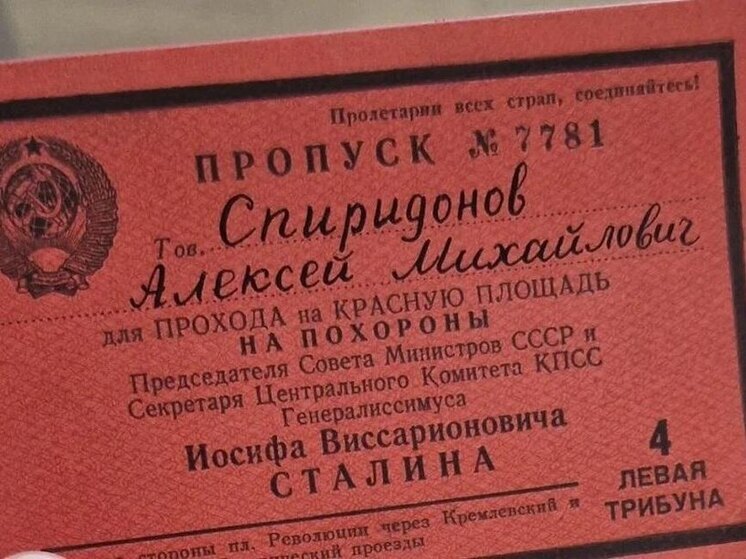 Пролетарии всех стран, соединяйтесь!
ПРОПУСК № 7781
Тов. Спиридонов
Алексей Михайлович
для ПРОХОДА на КРАСНУЮ ПЛОЩАДЬ
НА ПОХОРОНЫ
Председателя Совета Министров СССР и
Секретаря Центрального Комитета КПСС
Генералиссимуса
Иосифа Виссарионовича
СТАЛИНА
4
ЛЕВАЯ
ТРИБУНА
стороны пл. Революции через Кремлевский и
проезды